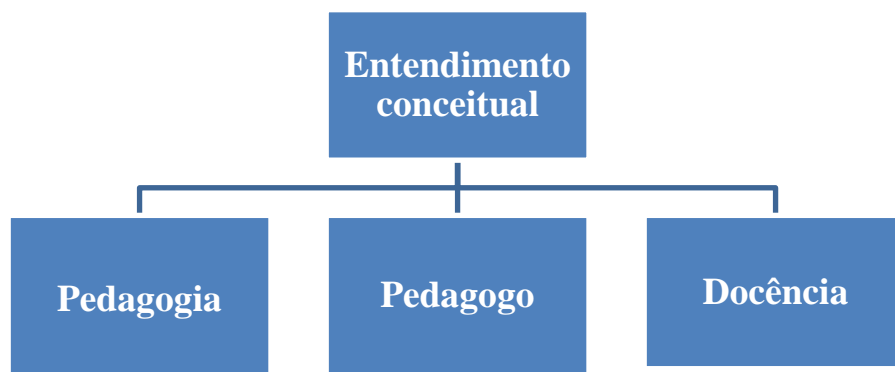 Entendimento
conceitual
Pedagogia
Pedagogo
Docência